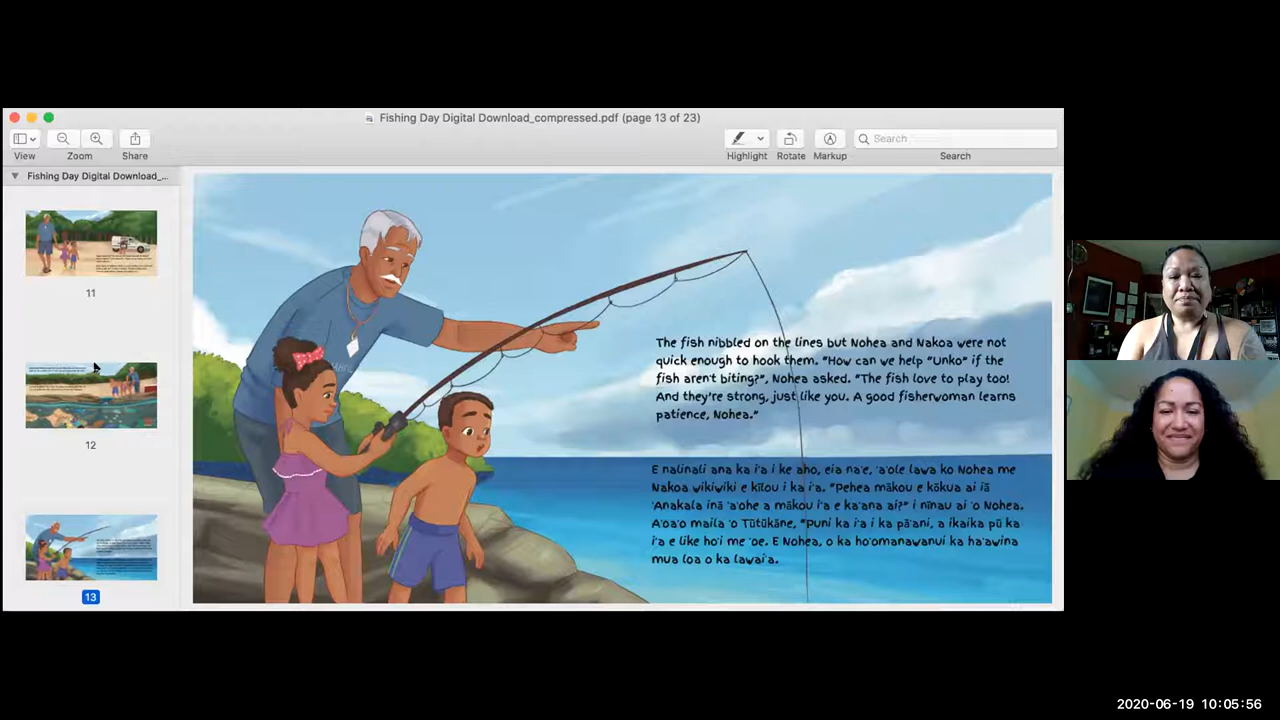 Fishing Day Digital Download_compressed.pdf (page 13 of 23)
View
Zoom
Share
Highlight
Rotate
Markup
Search
Search
Fishing Day Digital Download_...
11
12
13
The fish nibbled on the lines but Nohea and Nakoa were not
quick enough to hook them. "How can we help "Unko" if the
fish aren't biting?", Nohea asked. "The fish love to play too!
And they're strong, just like you. A good fisherwoman learns
patience, Nohea."
E nalinali ana ka iʻa i ke aho, eia naʻe, ʻaʻole lawa ko Nohea me
Nakoa wikiwiki e kīlou i ka iʻa. "Pehea mākou e kōkua ai iā
ʻAnakala inā ʻaʻohe a mākou iʻa e kaʻana ai?" i nīnau ai ʻo Nohea.
Aʻoaʻo maila ʻo Tūtūkāne, "Puni ka iʻa i ka pāʻani, a ikaika pū ka
iʻa e like hoʻi me ʻoe. E Nohea, o ka hoʻomanawanui ka haʻawina
mua loa o ka lawaiʻa.
2020-06-19 10:05:56